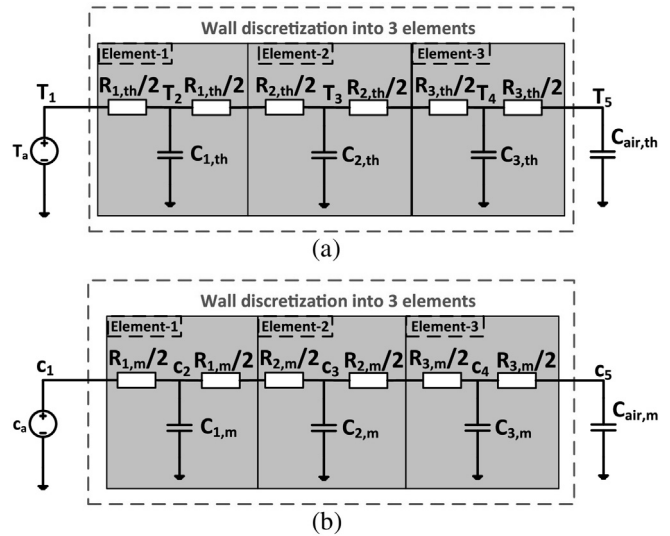 Wall discretization into 3 elements
Element-1 Element-2 Element-3
T1 R1,th/2 T2 R1,th/2 R2,th/2 T3 R2,th/2 R3,th/2 T4 R3,th/2 T5
Ta C1,th C2,th C3,th Cair,th
(a)
Wall discretization into 3 elements
Element-1 Element-2 Element-3
c1 R1,m/2 c2 R1,m/2 R2,m/2 c3 R2,m/2 R3,m/2 c4 R3,m/2 c5
ca C1,m C2,m C3,m Cair,m
(b)